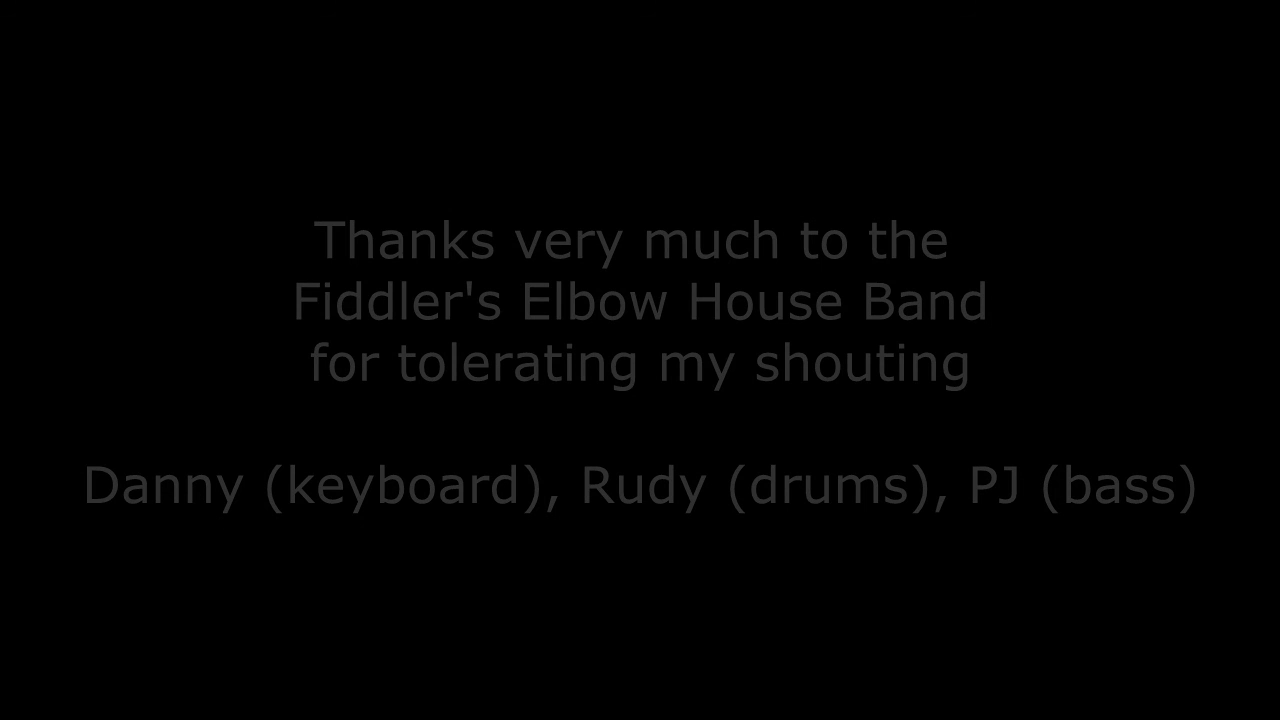 Thanks very much to the
Fiddler's Elbow House Band
for tolerating my shouting
Danny (keyboard), Rudy (drums), PJ (bass)